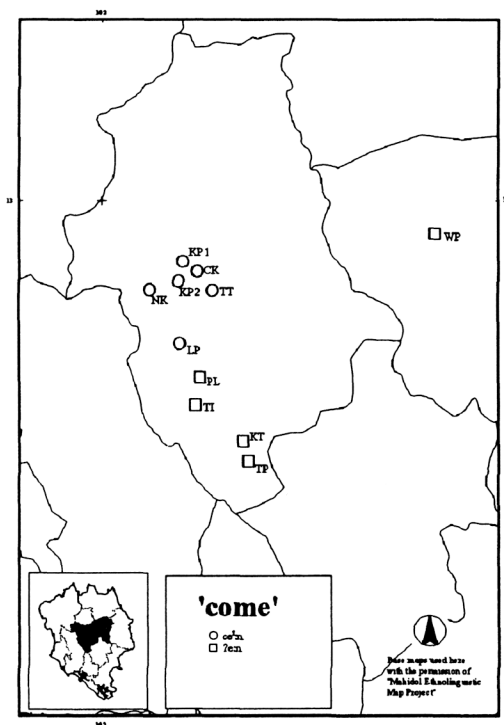 102
13
WP
KP1
CK
KP2
TT
NK
LP
PL
TI
KT
TP
'come'
ʔe:n
Base maps used here
with the permission of
"Mahidol Ethnolinguistic
Map Project"
102